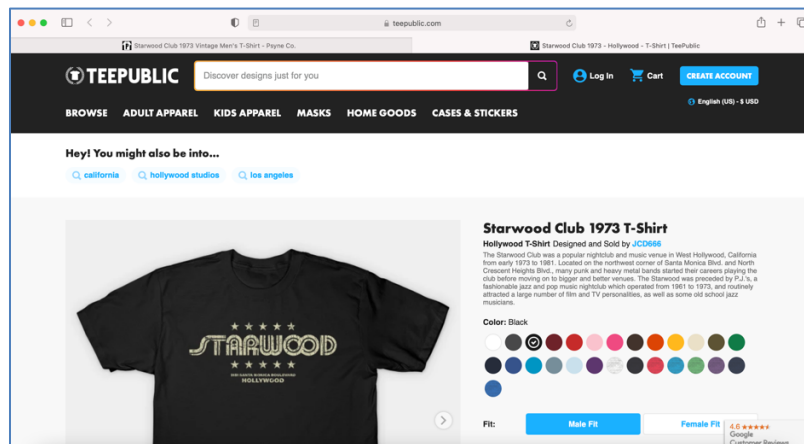 teepublic.com
Starwood Club 1973 Vintage Men's T-Shirt - Psyne Co.
Starwood Club 1973 - Hollywood - T-Shirt | TeePublic
TEEPUBLIC
Discover designs just for you
Log In
Cart
CREATE ACCOUNT
English (US) - $ USD
BROWSE ADULT APPAREL KIDS APPAREL MASKS HOME GOODS CASES & STICKERS
Hey! You might also be into...
california hollywood studios los angeles
Starwood Club 1973 T-Shirt
Hollywood T-Shirt Designed and Sold by JCD666
The Starwood Club was a popular nightclub and music venue in West Hollywood, California
from early 1973 to 1981. Located on the northwest corner of Santa Monica Blvd. and North
Crescent Heights Blvd., many punk and heavy metal bands started their careers playing the
club before moving on to bigger and better venues. The Starwood was preceded by P.J.'s, a
fashionable jazz and pop music nightclub which operated from 1961 to 1973, and routinely
attracted a large number of film and TV personalities, as well as some old school jazz
musicians.
Color: Black
STARWOOD
SANTA MONICA BOULEVARD
HOLLYWOOD
Fit: Male Fit Female Fit
4.6
Google
Customer Reviews